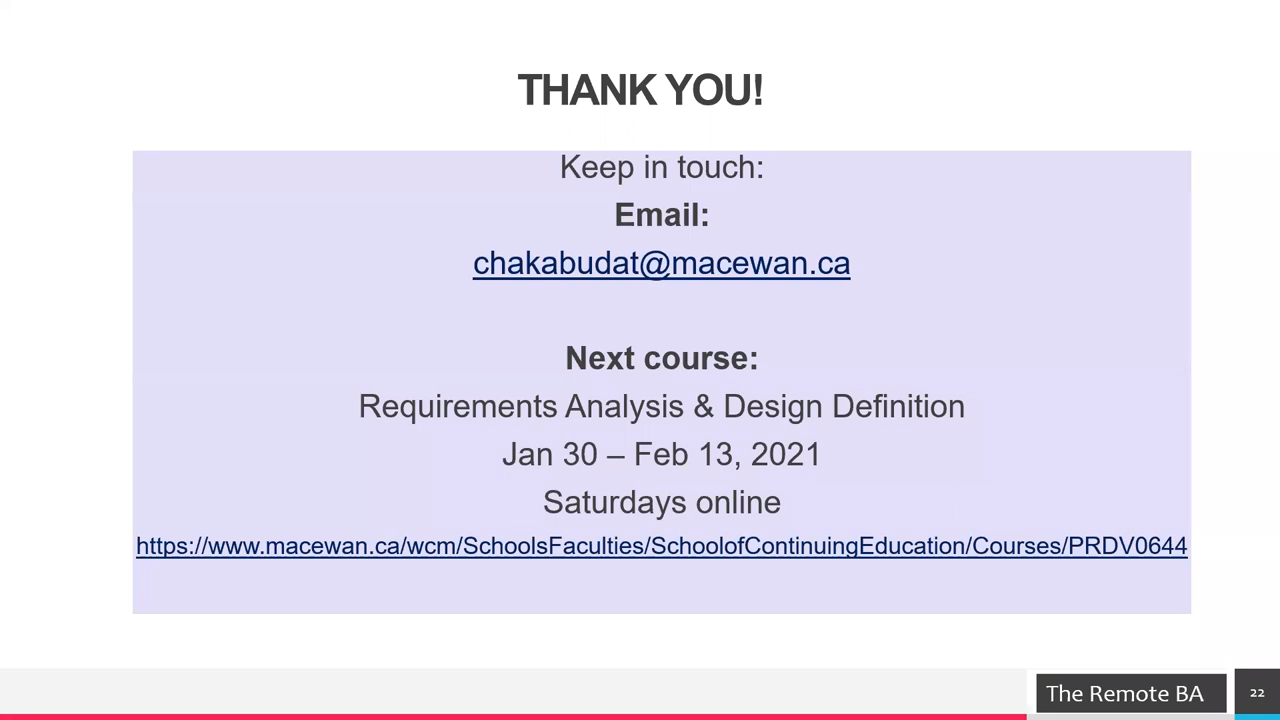 THANK YOU!
Keep in touch:
Email:
chakabudat@macewan.ca
Next course:
Requirements Analysis & Design Definition
Jan 30 – Feb 13, 2021
Saturdays online
https://www.macewan.ca/wcm/SchoolsFaculties/SchoolofContinuingEducation/Courses/PRDV0644
The Remote BA
22